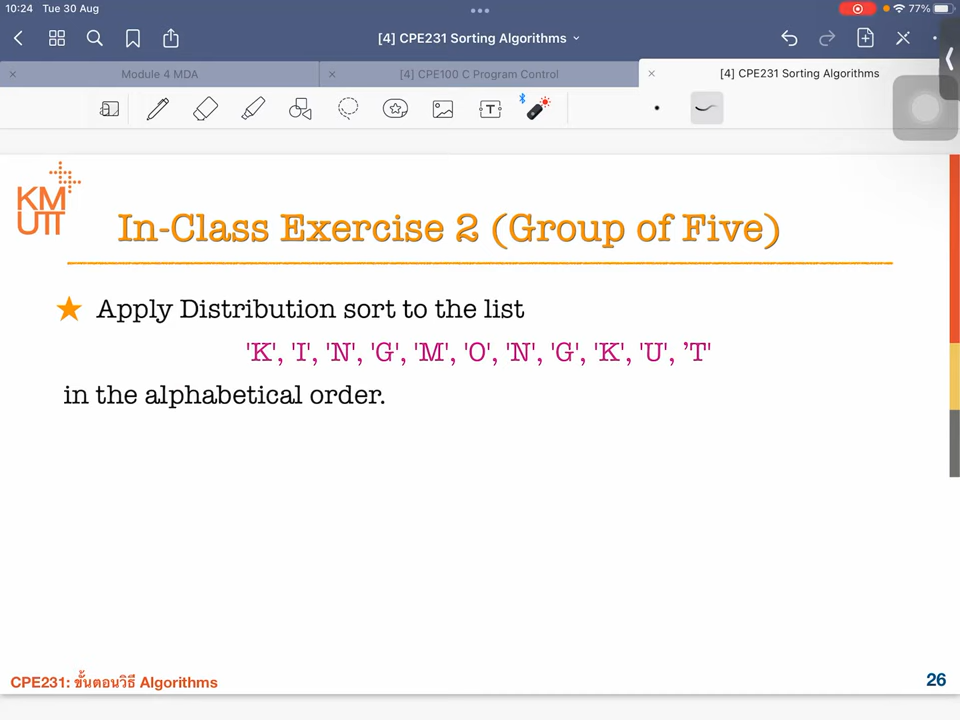 10:24 Tue 30 Aug
77%
[4] CPE231 Sorting Algorithms
Module 4 MDA
[4] CPE100 C Program Control
[4] CPE231 Sorting Algorithms
T
KM
UTT
In-Class Exercise 2 (Group of Five)
Apply Distribution sort to the list
'K', 'I', 'N', 'G', 'M', 'O', 'N', 'G', 'K', 'U', ’T'
in the alphabetical order.
CPE231: ขั้นตอนวิธี Algorithms
26